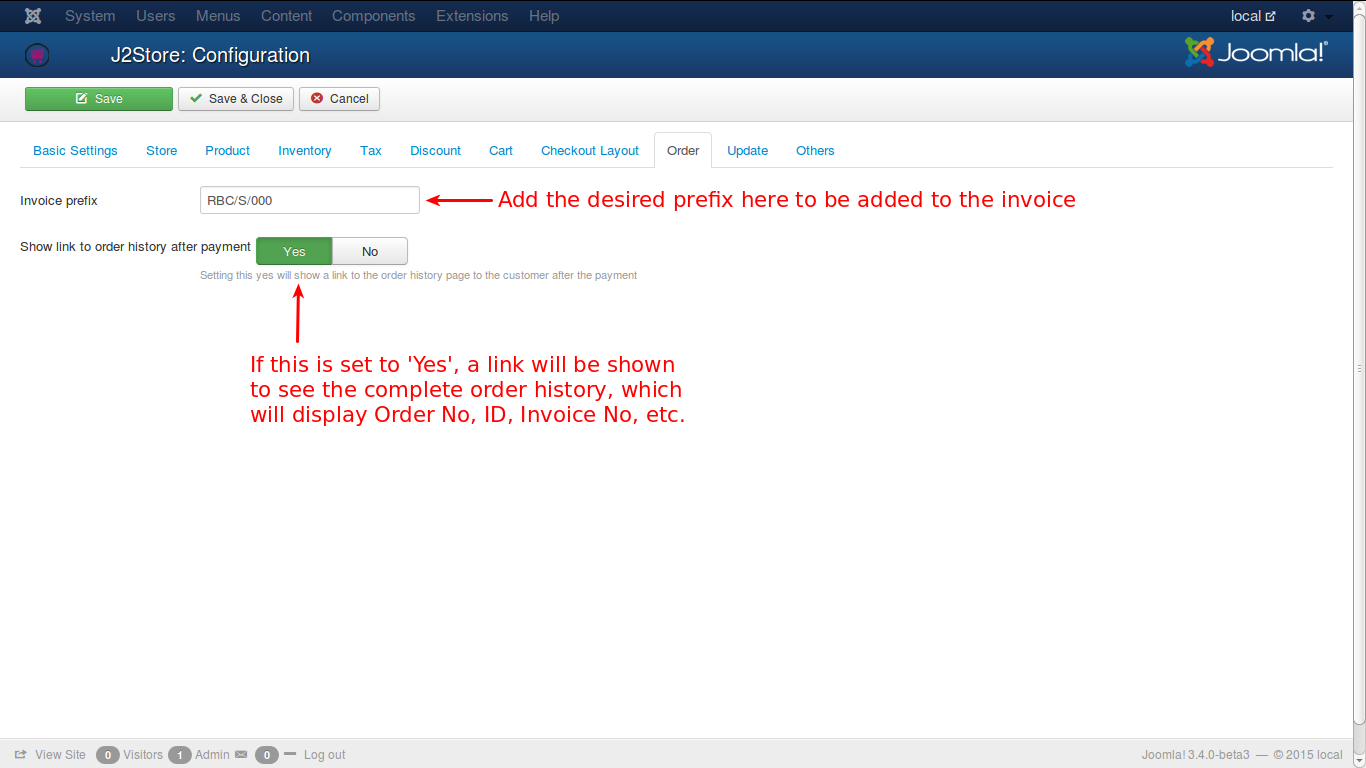 System Users Menus Content Components Extensions Help local
J2Store: Configuration Joomla!®
Save Save & Close Cancel
Basic Settings Store Product Inventory Tax Discount Cart Checkout Layout Order Update Others
Invoice prefix RBC/S/000 Add the desired prefix here to be added to the invoice
Show link to order history after payment Yes No
Setting this yes will show a link to the order history page to the customer after the payment
If this is set to 'Yes', a link will be shown
to see the complete order history, which
will display Order No, ID, Invoice No, etc.
View Site 0 Visitors 1 Admin 0 Log out Joomla! 3.4.0-beta3 — © 2015 local